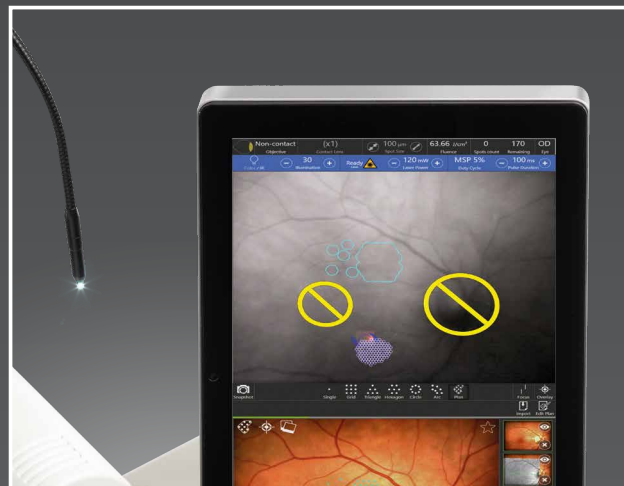 Non-contact (x1) 100 µm 63.66 J/cm² 0 170 OD
Objective Contact Lens Spot Size Fluence Spots count Remaining Eye
30 Ready 120 mW MSP 5% 100 ms
Illumination Laser Power Duty Cycle Pulse Duration
Snapshot Single Grid Triangle Hexagon Circle Arc Plan Focus Overlay
Import Edit Plan